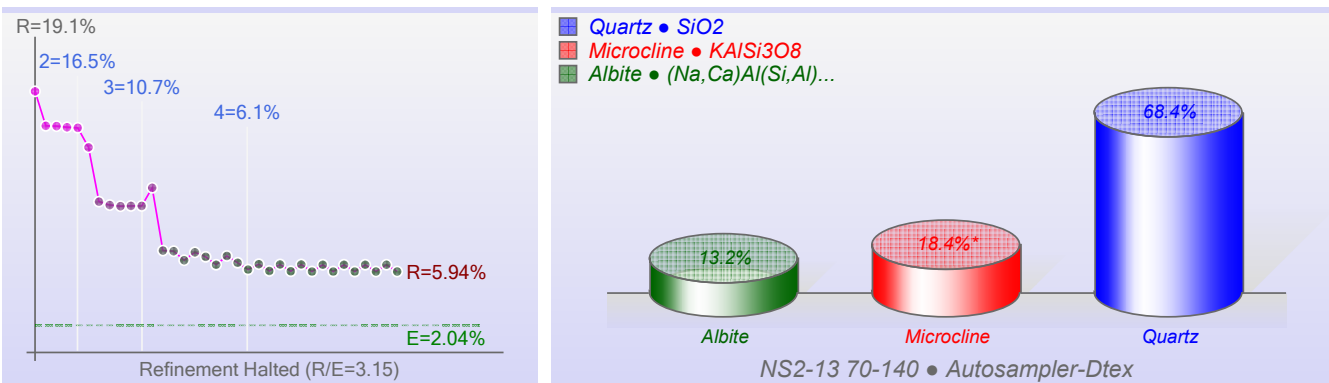 R=19.1%
2=16.5%
3=10.7%
4=6.1%
R=5.94%
E=2.04%
Refinement Halted (R/E=3.15)
Quartz ● SiO2
Microcline ● KAlSi3O8
Albite ● (Na,Ca)Al(Si,Al)...
68.4%
18.4%*
13.2%
Albite Microcline Quartz
NS2-13 70-140 ● Autosampler-Dtex